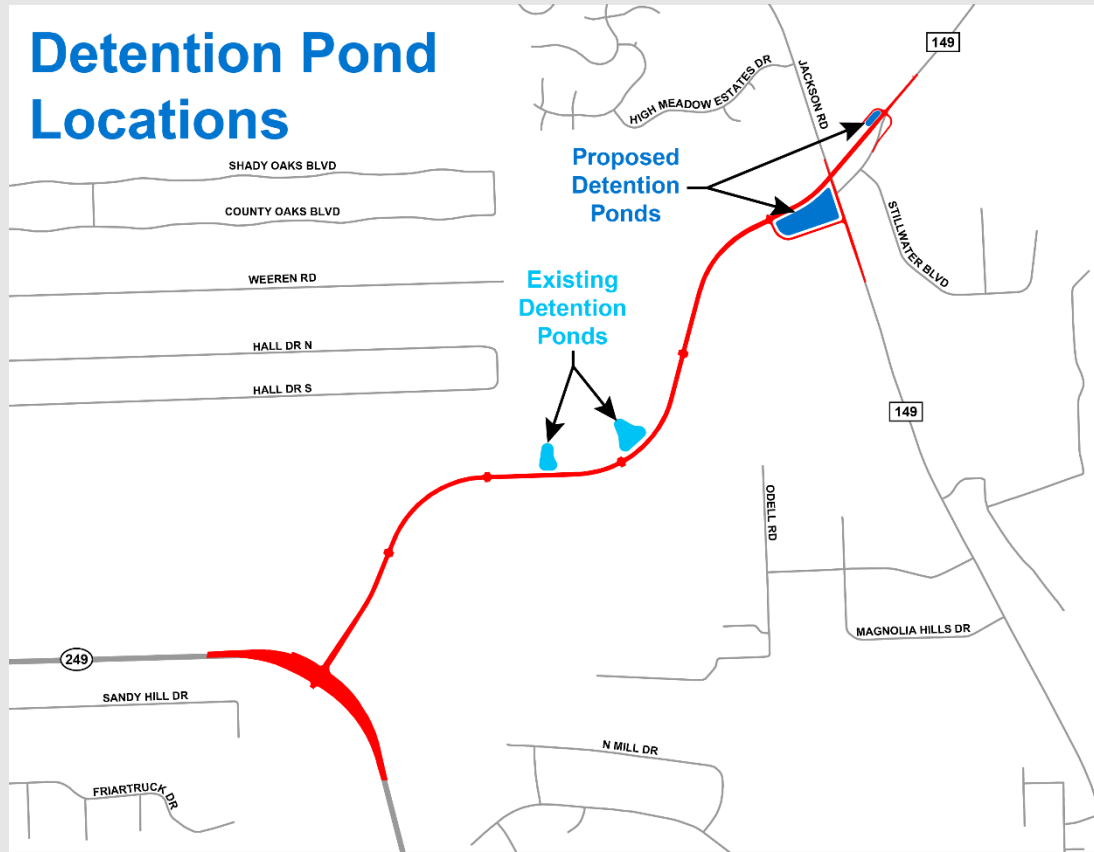 Detention Pond
Locations
149
JACKSON RD
HIGH MEADOW ESTATES DR
SHADY OAKS BLVD
Proposed
Detention
Ponds
COUNTY OAKS BLVD
STILLWATER BLVD
WEEREN RD
Existing
Detention
Ponds
HALL DR N
HALL DR S
149
ODELL RD
MAGNOLIA HILLS DR
249
SANDY HILL DR
N MILL DR
FRIARTRUCK DR